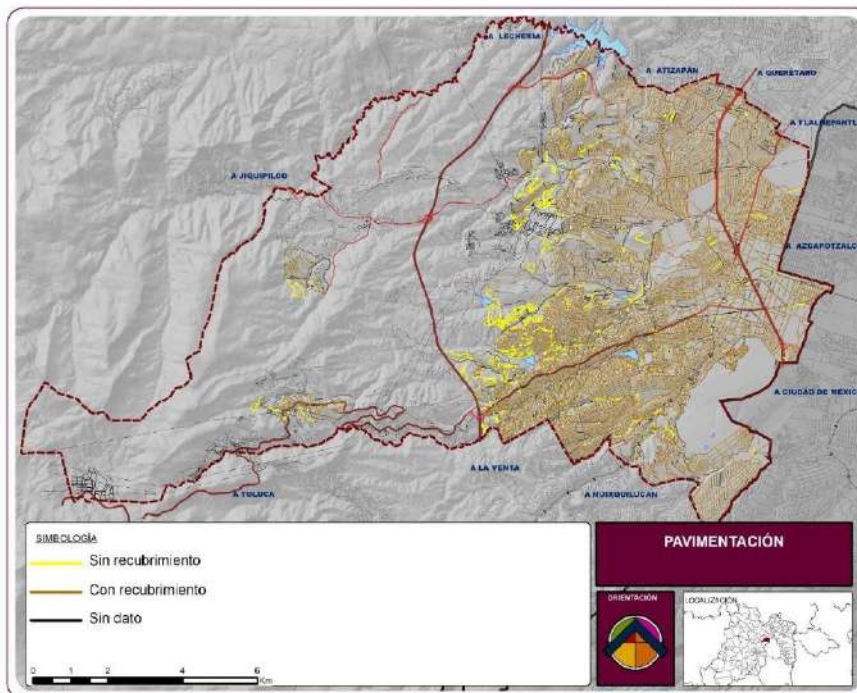 A LECHERÍA
A ATIZAPÁN
A QUERÉTARO
A TLALNEPANTLA
A JIQUIPILCO
A AZCAPOTZALCO
A CIUDAD DE MÉXICO
A LA VENTA
A TOLUCA
A HUIXQUILUCAN
SIMBOLOGÍA
Sin recubrimiento
Con recubrimiento
Sin dato
0 1 2 4 6
Km
PAVIMENTACIÓN
ORIENTACIÓN
LOCALIZACIÓN